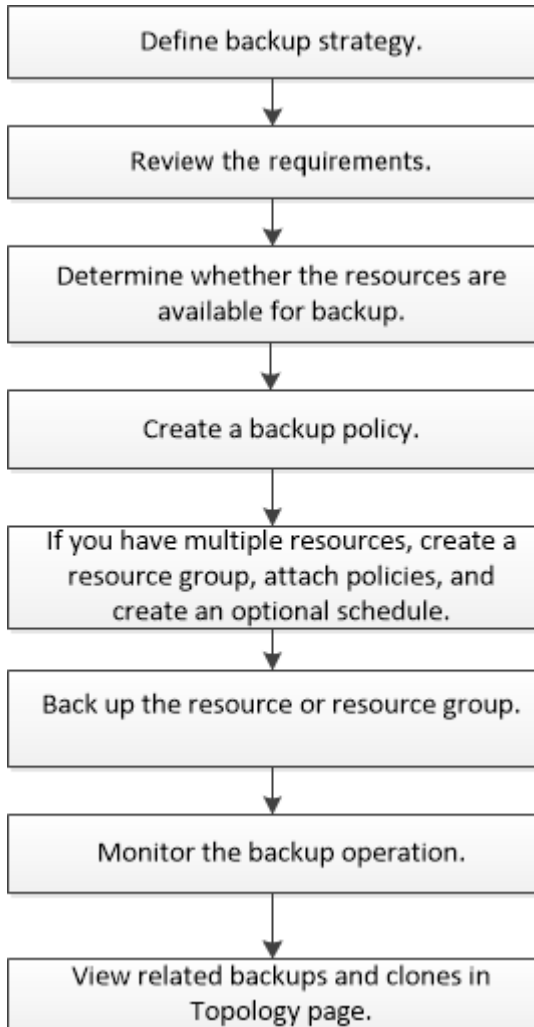 Define backup strategy.
Review the requirements.
Determine whether the resources are
available for backup.
Create a backup policy.
If you have multiple resources, create a
resource group, attach policies, and
create an optional schedule.
Back up the resource or resource group.
Monitor the backup operation.
View related backups and clones in
Topology page.